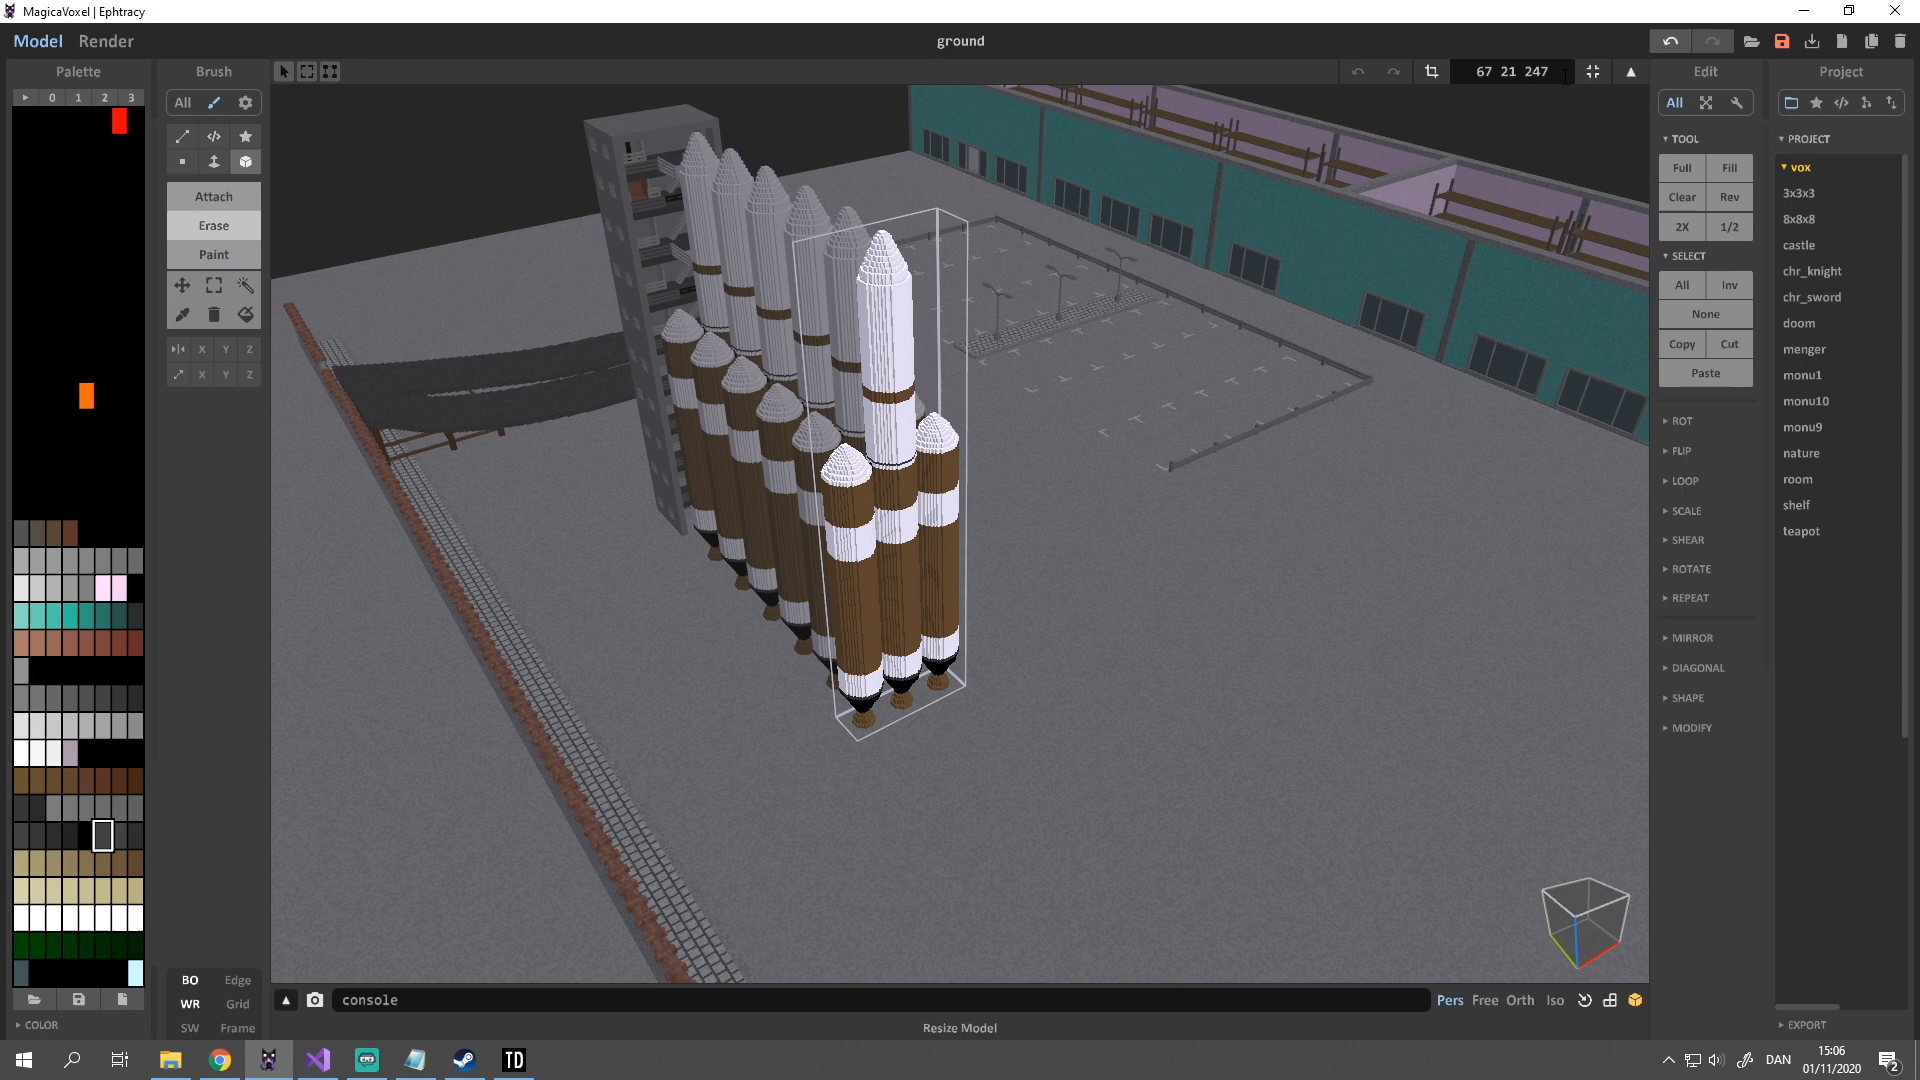 MagicaVoxel | Ephtracy
Model Render
ground
Palette
Brush
67 21 247
Edit
Project
0 1 2 3
All
All
TOOL
PROJECT
Full Fill
vox
Clear Rev
3x3x3
Attach
2X 1/2
8x8x8
Erase
castle
Paint
SELECT
chr_knight
All Inv
chr_sword
None
doom
X Y Z
Copy Cut
menger
X Y Z
Paste
monu1
monu10
ROT
monu9
FLIP
nature
LOOP
room
SCALE
shelf
SHEAR
teapot
ROTATE
REPEAT
MIRROR
DIAGONAL
SHAPE
MODIFY
BO Edge
WR Grid
SW Frame
console
Pers Free Orth Iso
COLOR
Resize Model
EXPORT
TD
DAN
15:06
01/11/2020
2